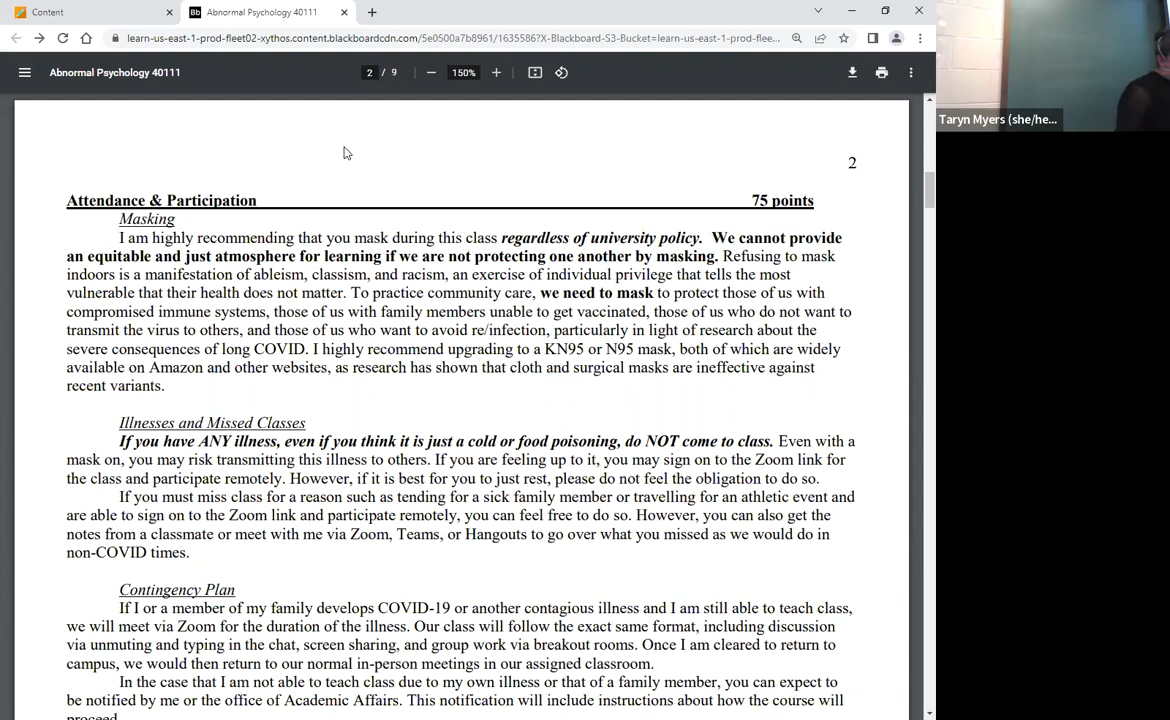 Content
Bb Abnormal Psychology 40111
learn-us-east-1-prod-fleet02-xythos.content.blackboardcdn.com/5e0500a7b8961/1635586?X-Blackboard-S3-Bucket=learn-us-east-1-prod-flee...
Abnormal Psychology 40111
2 / 9
150%
Taryn Myers (she/he...
2
Attendance & Participation 75 points
Masking
I am highly recommending that you mask during this class regardless of university policy. We cannot provide
an equitable and just atmosphere for learning if we are not protecting one another by masking. Refusing to mask
indoors is a manifestation of ableism, classism, and racism, an exercise of individual privilege that tells the most
vulnerable that their health does not matter. To practice community care, we need to mask to protect those of us with
compromised immune systems, those of us with family members unable to get vaccinated, those of us who do not want to
transmit the virus to others, and those of us who want to avoid re/infection, particularly in light of research about the
severe consequences of long COVID. I highly recommend upgrading to a KN95 or N95 mask, both of which are widely
available on Amazon and other websites, as research has shown that cloth and surgical masks are ineffective against
recent variants.
Illnesses and Missed Classes
If you have ANY illness, even if you think it is just a cold or food poisoning, do NOT come to class. Even with a
mask on, you may risk transmitting this illness to others. If you are feeling up to it, you may sign on to the Zoom link for
the class and participate remotely. However, if it is best for you to just rest, please do not feel the obligation to do so.
If you must miss class for a reason such as tending for a sick family member or travelling for an athletic event and
are able to sign on to the Zoom link and participate remotely, you can feel free to do so. However, you can also get the
notes from a classmate or meet with me via Zoom, Teams, or Hangouts to go over what you missed as we would do in
non-COVID times.
Contingency Plan
If I or a member of my family develops COVID-19 or another contagious illness and I am still able to teach class,
we will meet via Zoom for the duration of the illness. Our class will follow the exact same format, including discussion
via unmuting and typing in the chat, screen sharing, and group work via breakout rooms. Once I am cleared to return to
campus, we would then return to our normal in-person meetings in our assigned classroom.
In the case that I am not able to teach class due to my own illness or that of a family member, you can expect to
be notified by me or the office of Academic Affairs. This notification will include instructions about how the course will
proceed